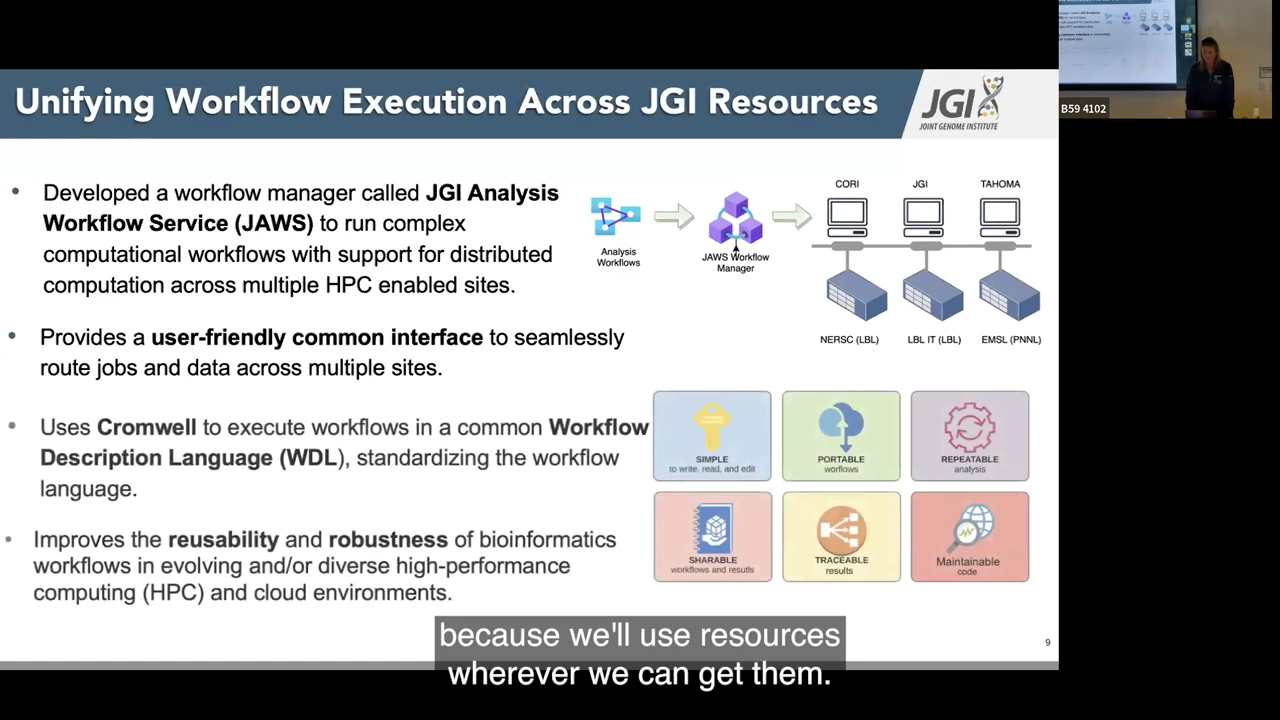 Unifying Workflow Execution Across JGI Resources
JGI
JOINT GENOME INSTITUTE
B59 4102
• Developed a workflow manager called JGI Analysis
Workflow Service (JAWS) to run complex
computational workflows with support for distributed
computation across multiple HPC enabled sites.
• Provides a user-friendly common interface to seamlessly
route jobs and data across multiple sites.
• Uses Cromwell to execute workflows in a common Workflow
Description Language (WDL), standardizing the workflow
language.
• Improves the reusability and robustness of bioinformatics
workflows in evolving and/or diverse high-performance
computing (HPC) and cloud environments.
Analysis
Workflows
JAWS Workflow
Manager
CORI
JGI
TAHOMA
NERSC (LBL)
LBL IT (LBL)
EMSL (PNNL)
SIMPLE
to write, read, and edit
PORTABLE
worflows
REPEATABLE
analysis
SHARABLE
workflows and resutls
TRACEABLE
results
Maintainable
code
9
because we'll use resources
wherever we can get them.